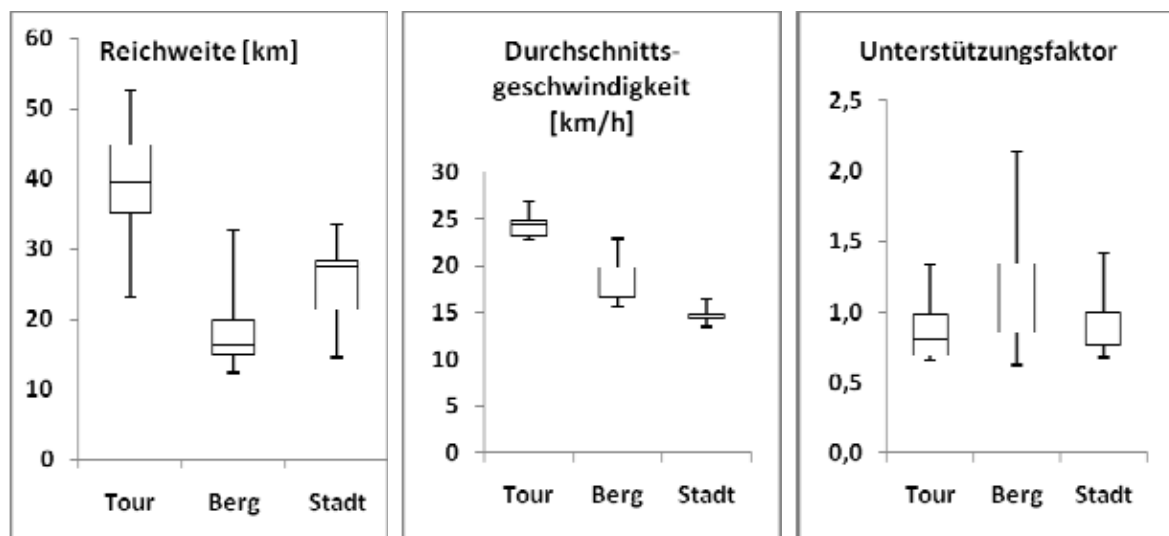 Reichweite [km]
60
50
40
30
20
10
0
Tour Berg Stadt
Durchschnitts-
geschwindigkeit
[km/h]
30
25
20
15
10
5
0
Tour Berg Stadt
Unterstützungsfaktor
2,5
2,0
1,5
1,0
0,5
0,0
Tour Berg Stadt